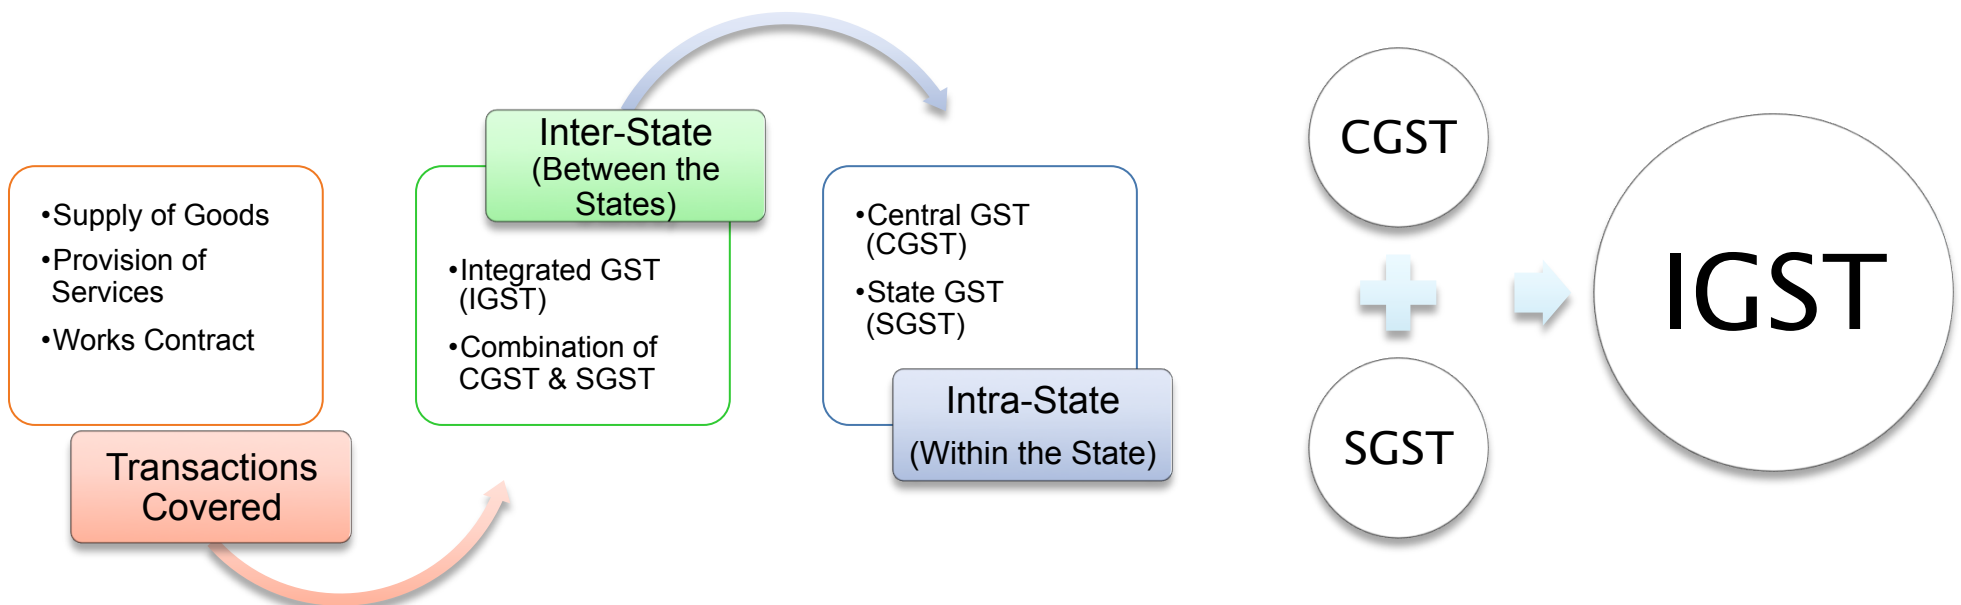 •Supply of Goods
•Provision of
Services
•Works Contract
Transactions
Covered
Inter-State
(Between the
States)
•Integrated GST
(IGST)
•Combination of
CGST & SGST
•Central GST
(CGST)
•State GST
(SGST)
Intra-State
(Within the State)
CGST
SGST
IGST